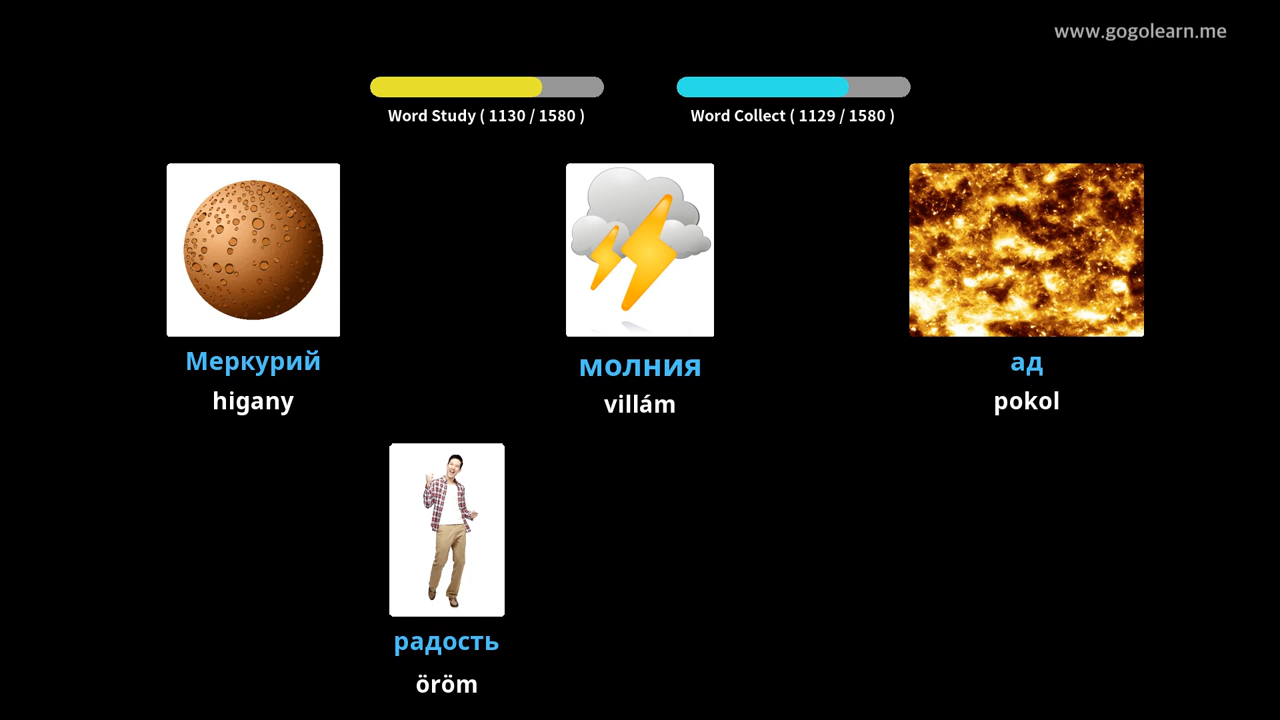 www.gogolearn.me
Word Study ( 1130 / 1580 )
Word Collect ( 1129 / 1580 )
Меркурий
higany
молния
villám
ад
pokol
радость
öröm